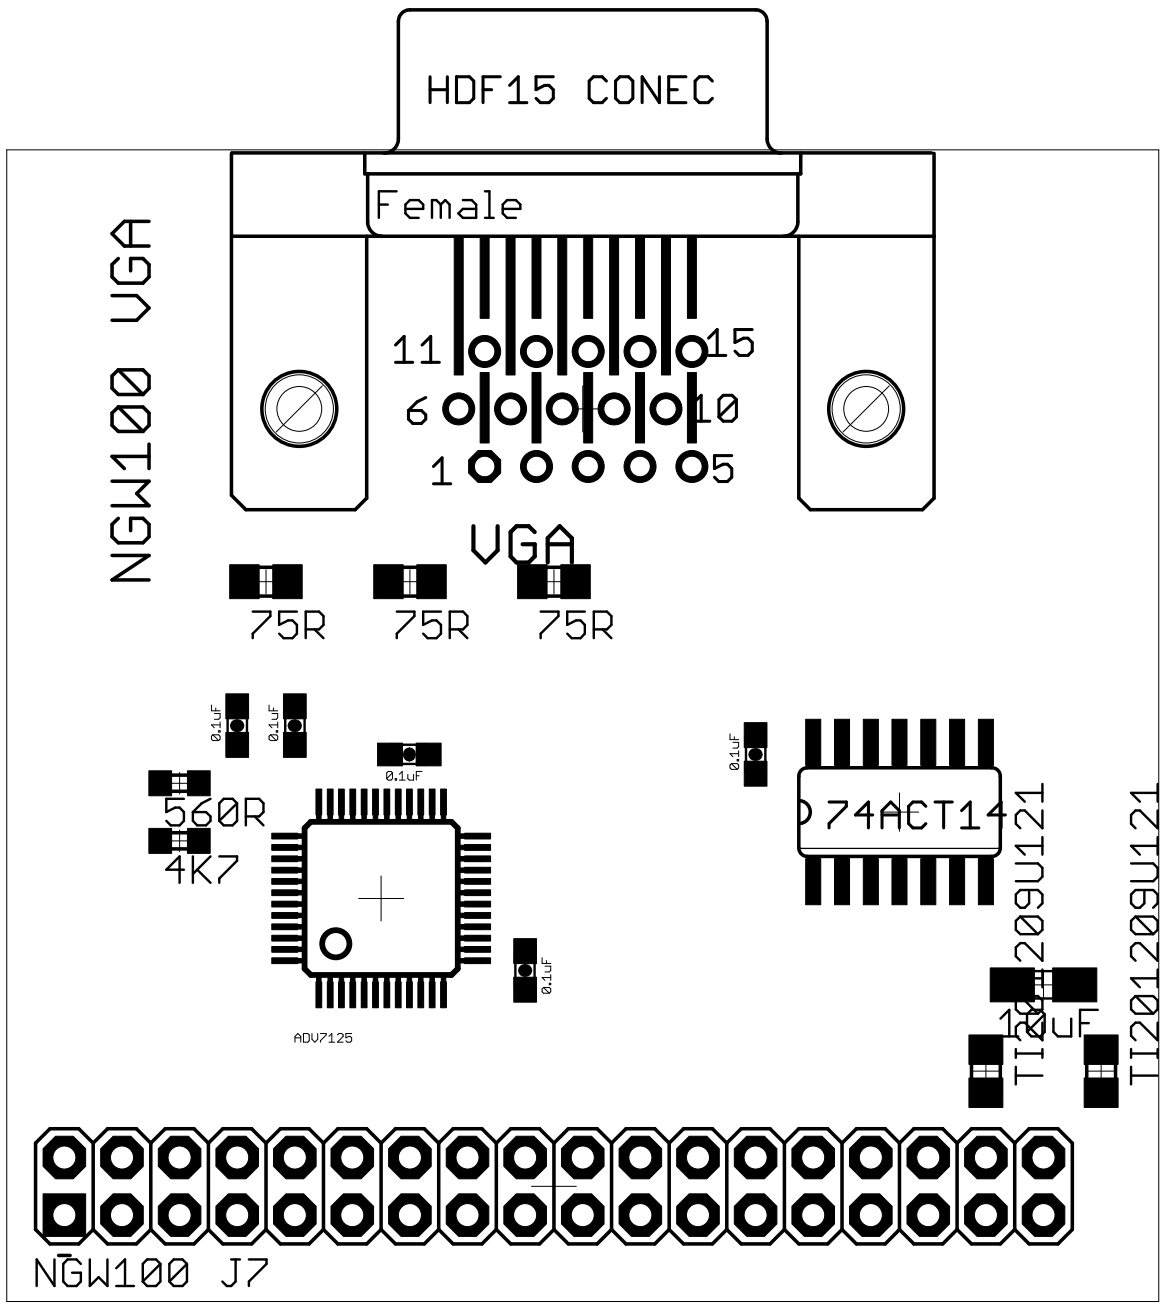 HDF15 CONEC
Female
NGW100 VGA
11
15
6
10
1
5
VGA
75R
75R
75R
0.1uF
0.1uF
0.1uF
0.1uF
560R
4K7
74ACT14
TI201209U121
TI201209U121
0.1uF
10uF
ADV7125
NGW100 J7